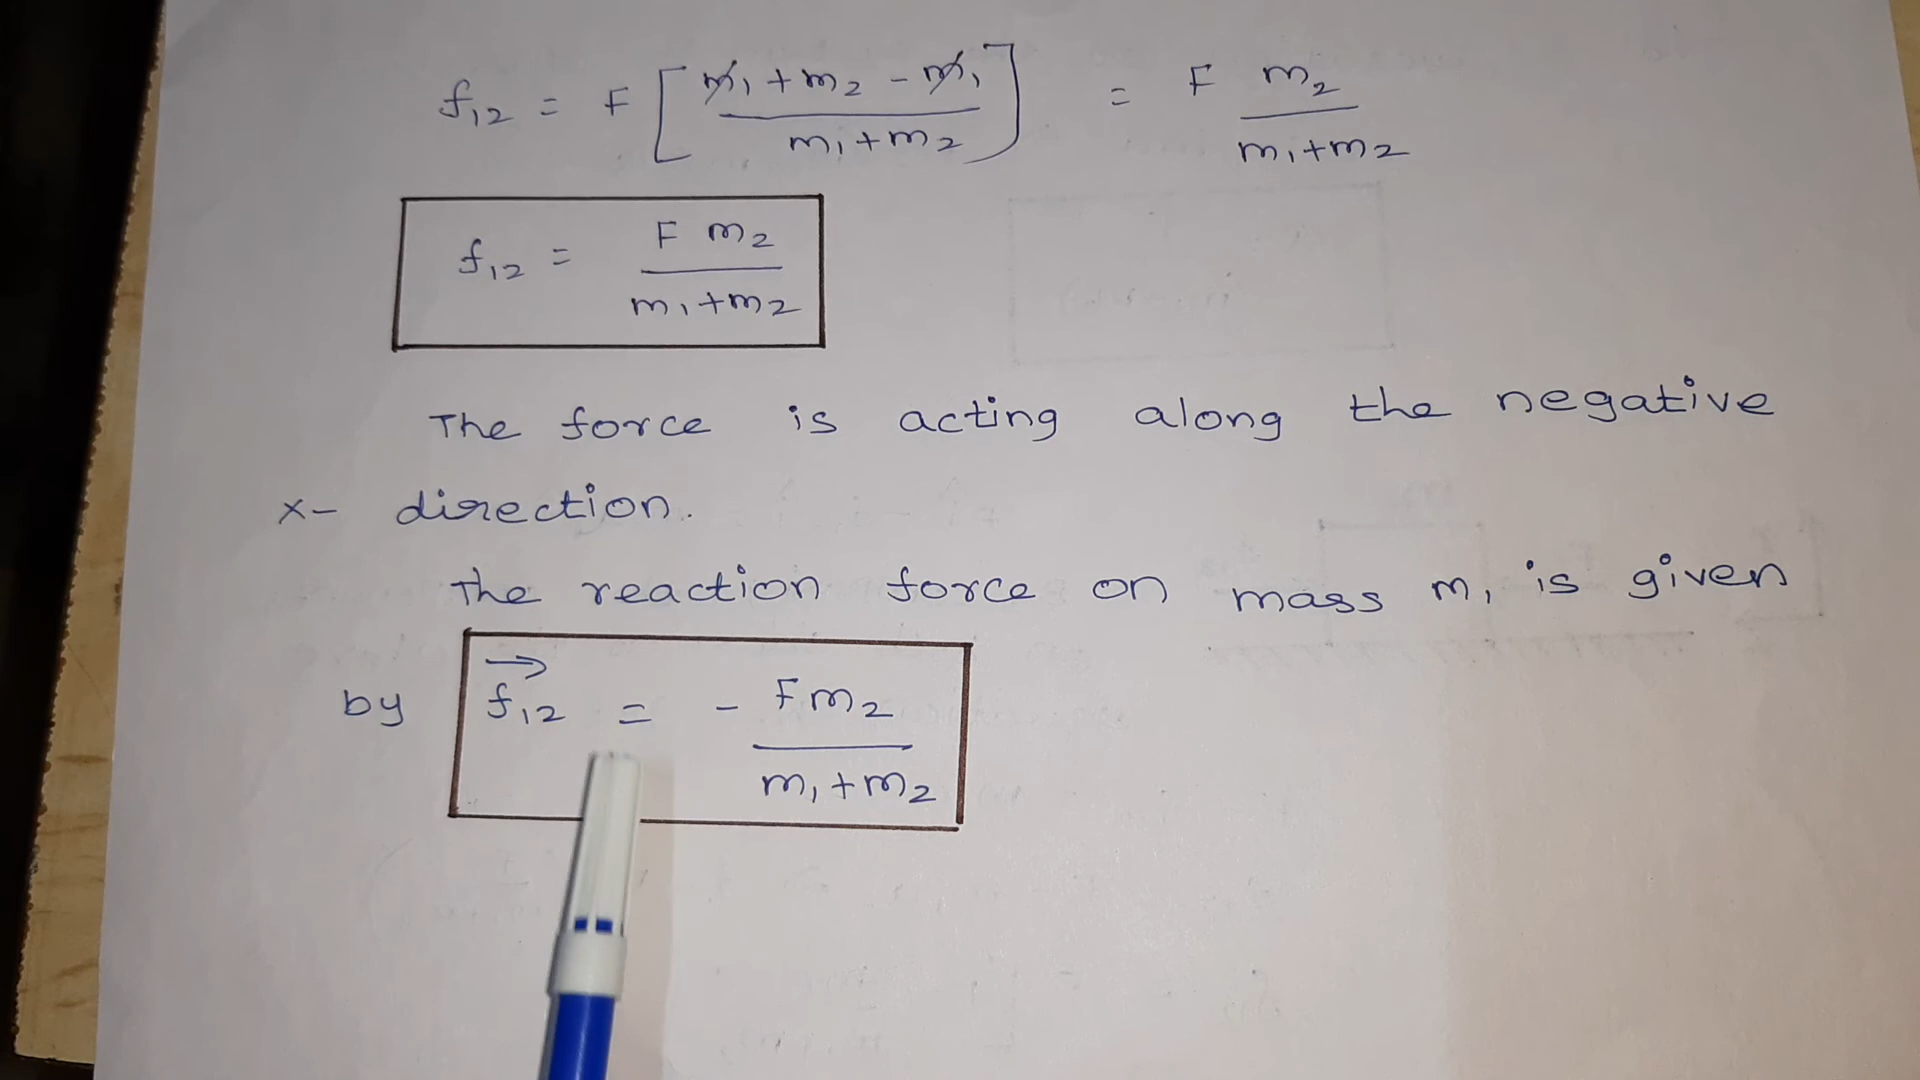 f₁₂ = F [ (m₁ + m₂ - m₁) / (m₁+m₂) ] = F m₂ / (m₁+m₂)
f₁₂ = F m₂ / (m₁+m₂)
The force is acting along the negative
x- direction.
The reaction force on mass m₁ is given
by f⃗₁₂ = - F m₂ / (m₁+m₂)